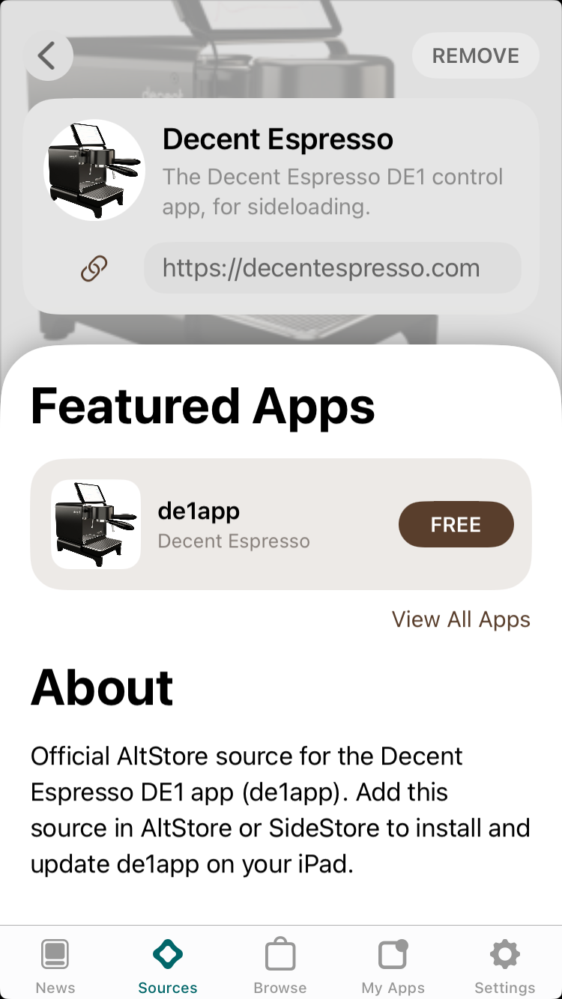 REMOVE
decent
Decent Espresso
The Decent Espresso DE1 control
app, for sideloading.
https://decentespresso.com
Featured Apps
de1app
Decent Espresso
FREE
View All Apps
About
Official AltStore source for the Decent
Espresso DE1 app (de1app). Add this
source in AltStore or SideStore to install and
update de1app on your iPad.
News
Sources
Browse
My Apps
Settings